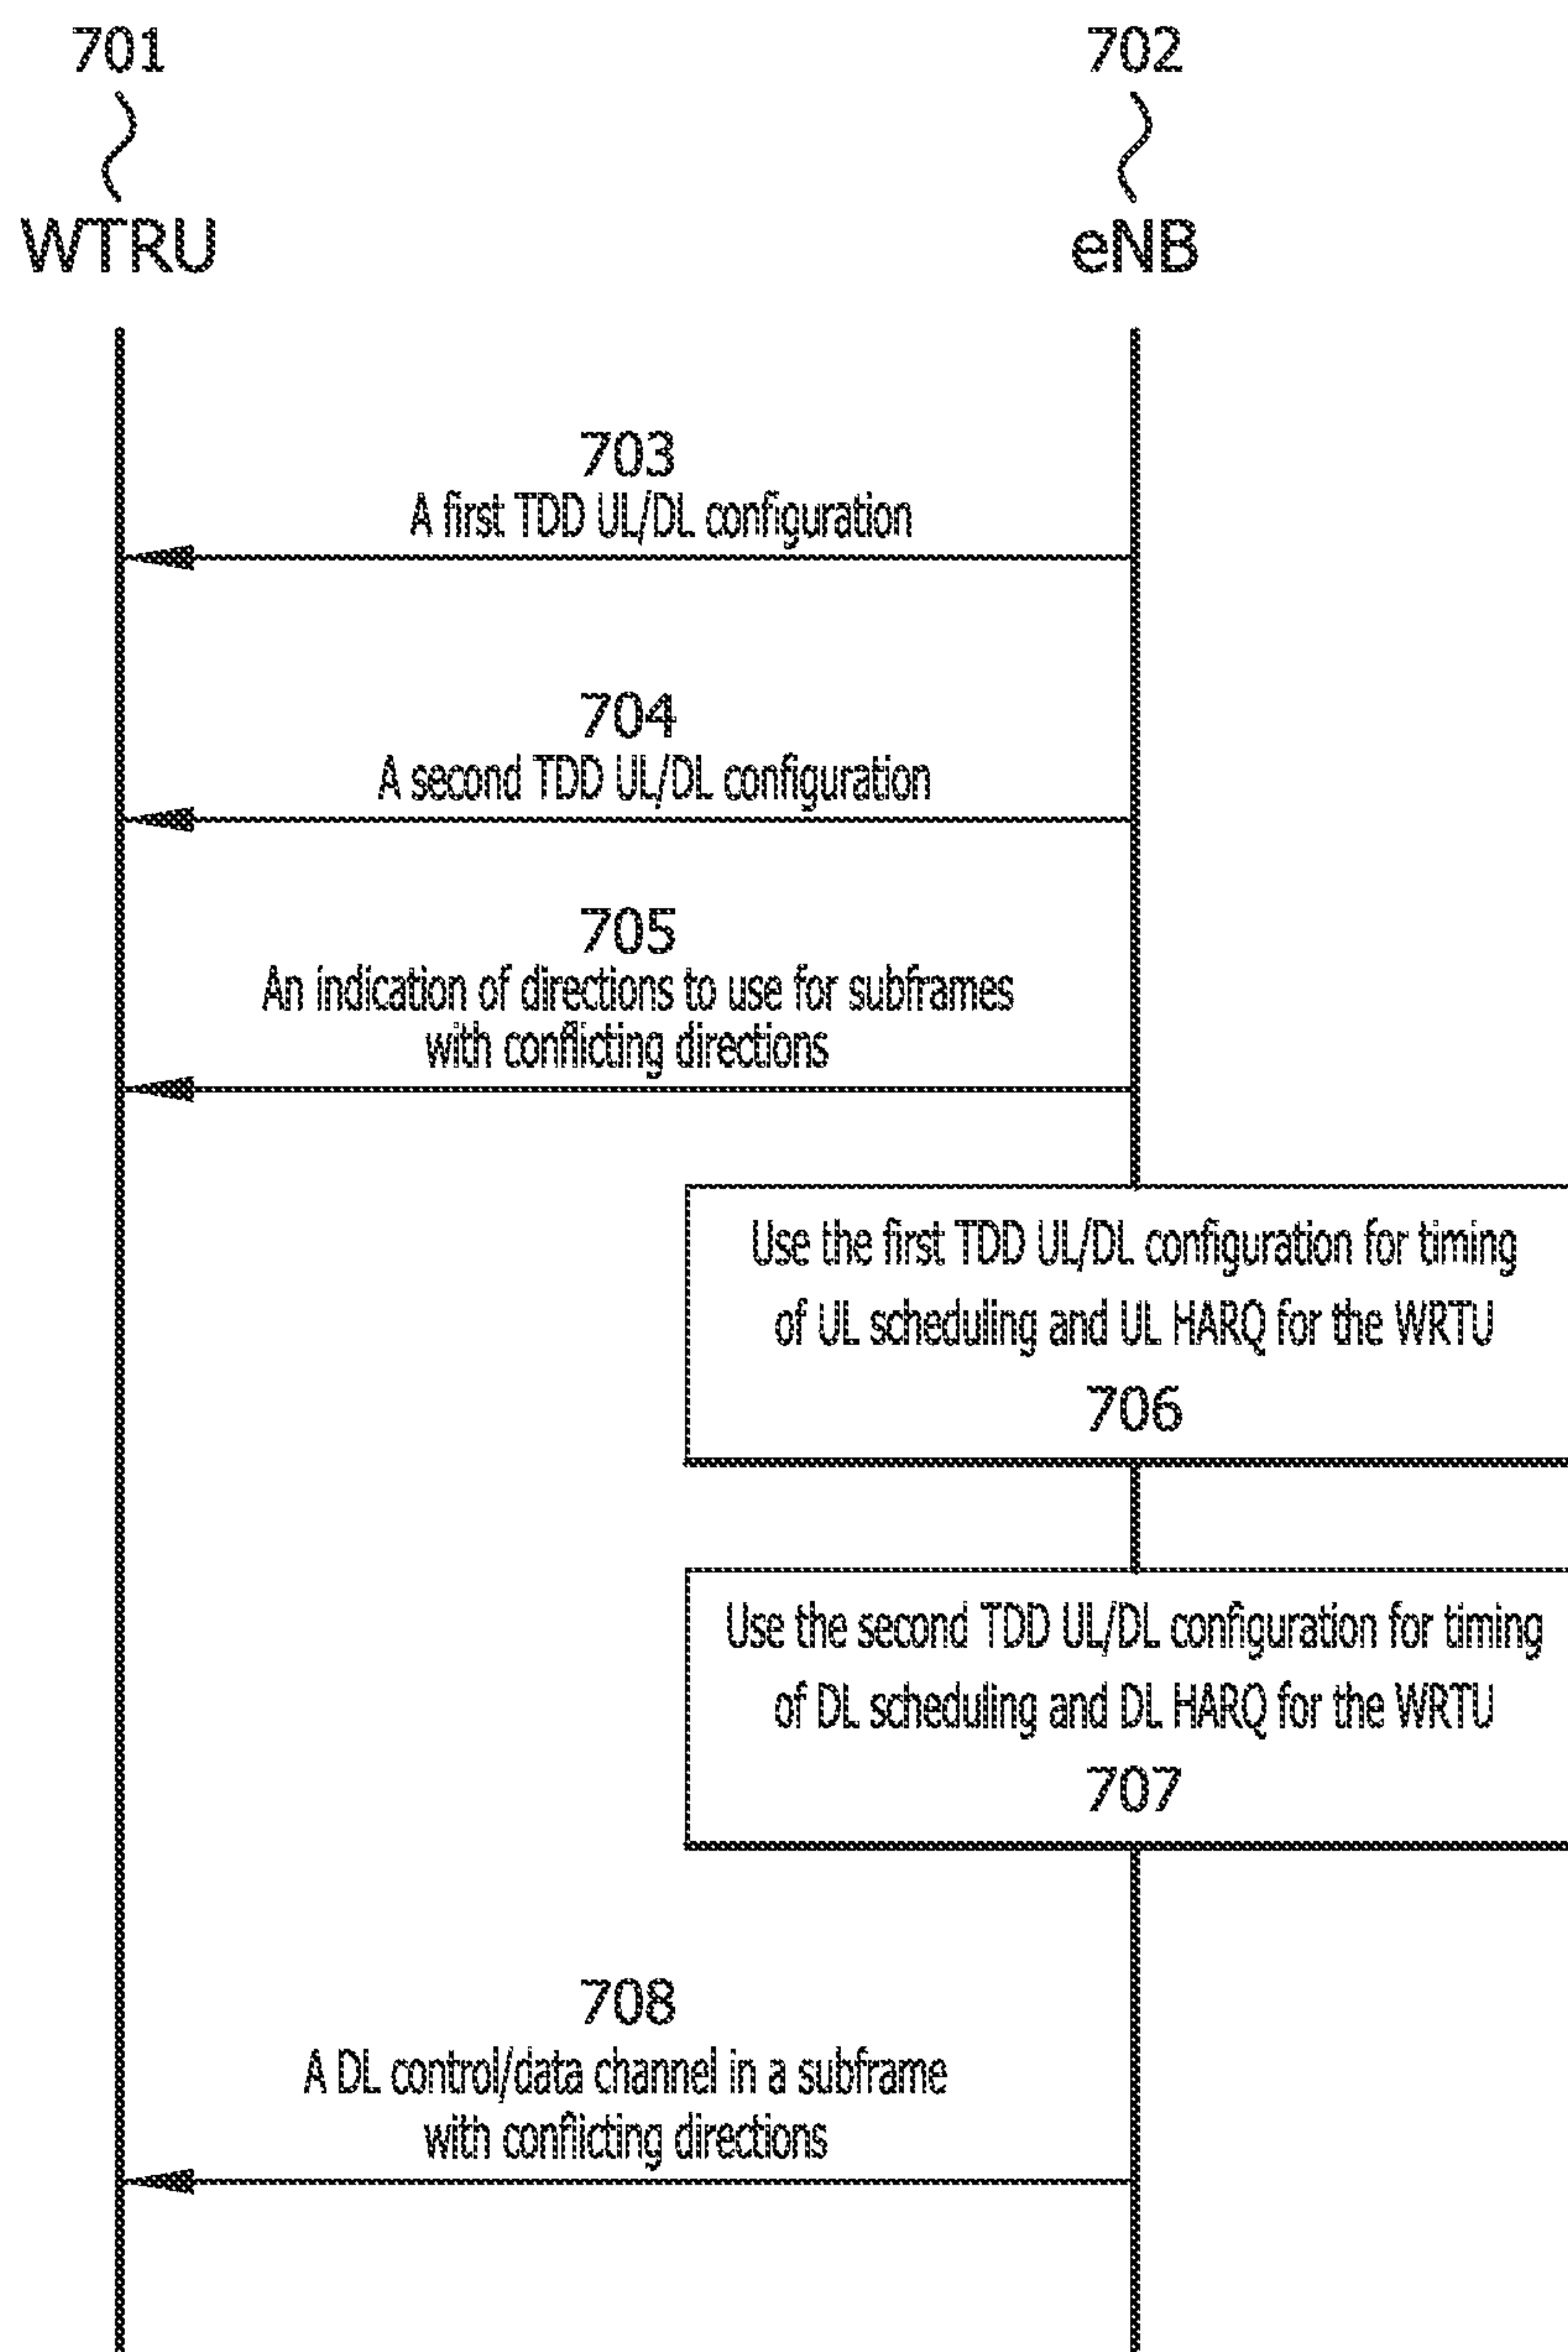 701
702
WTRU
eNB
703
A first TDD UL/DL configuration
704
A second TDD UL/DL configuration
705
An indication of directions to use for subframes
with conflicting directions
Use the first TDD UL/DL configuration for timing
of UL scheduling and UL HARQ for the WRTU
706
Use the second TDD UL/DL configuration for timing
of DL scheduling and DL HARQ for the WRTU
707
708
A DL control/data channel in a subframe
with conflicting directions